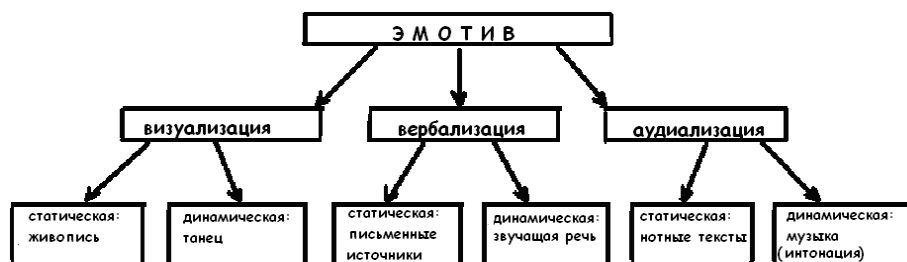 Э М О Т И В
визуализация
вербализация
аудиализация
статическая:
живопись
динамическая:
танец
статическая:
письменные
источники
динамическая:
звучащая речь
статическая:
нотные тексты
динамическая:
музыка
(интонация)